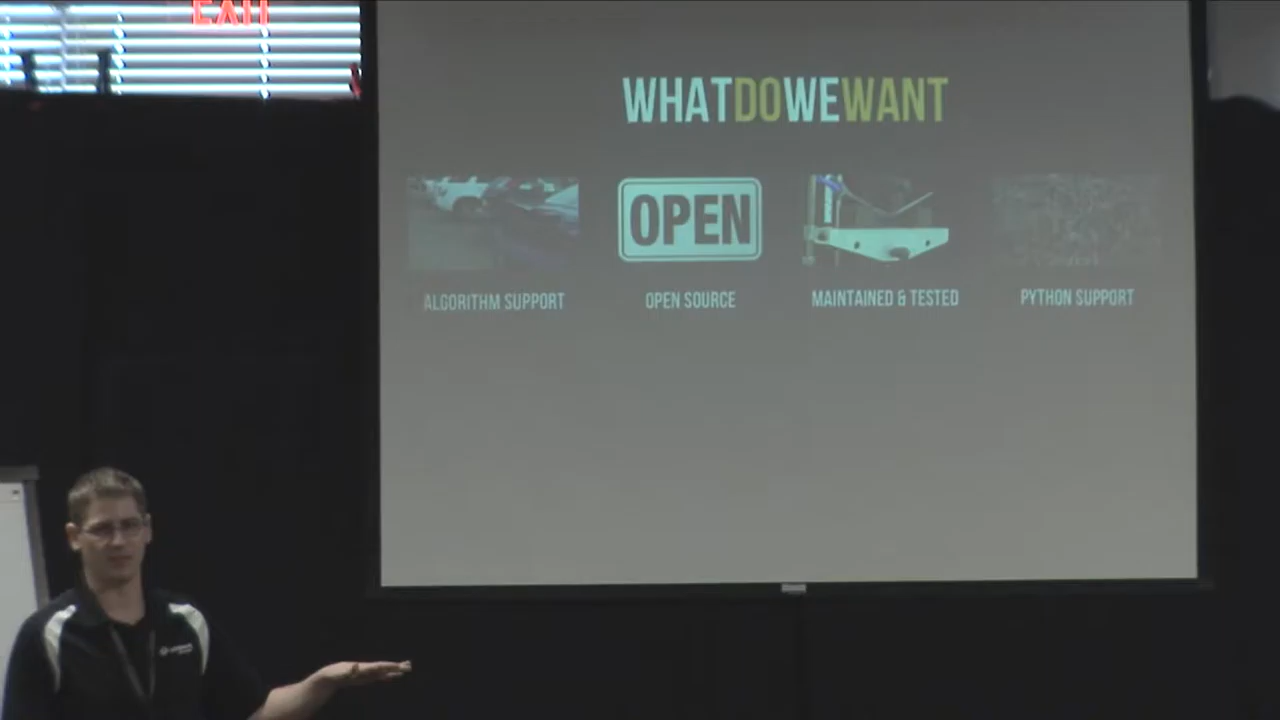 EXIT
WHATDOWEWANT
OPEN
ALGORITHM SUPPORT
OPEN SOURCE
MAINTAINED & TESTED
PYTHON SUPPORT